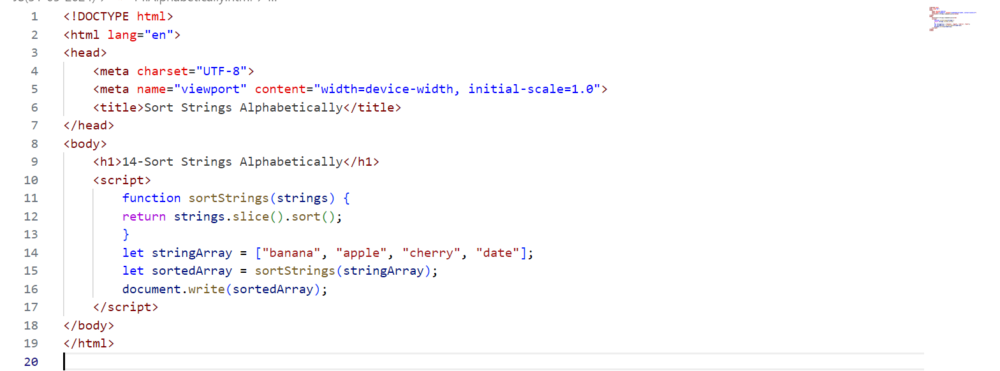 1 <!DOCTYPE html>
2 <html lang="en">
3 <head>
4     <meta charset="UTF-8">
5     <meta name="viewport" content="width=device-width, initial-scale=1.0">
6     <title>Sort Strings Alphabetically</title>
7 </head>
8 <body>
9     <h1>14-Sort Strings Alphabetically</h1>
10     <script>
11         function sortStrings(strings) {
12         return strings.slice().sort();
13         }
14         let stringArray = ["banana", "apple", "cherry", "date"];
15         let sortedArray = sortStrings(stringArray);
16         document.write(sortedArray);
17     </script>
18 </body>
19 </html>
20